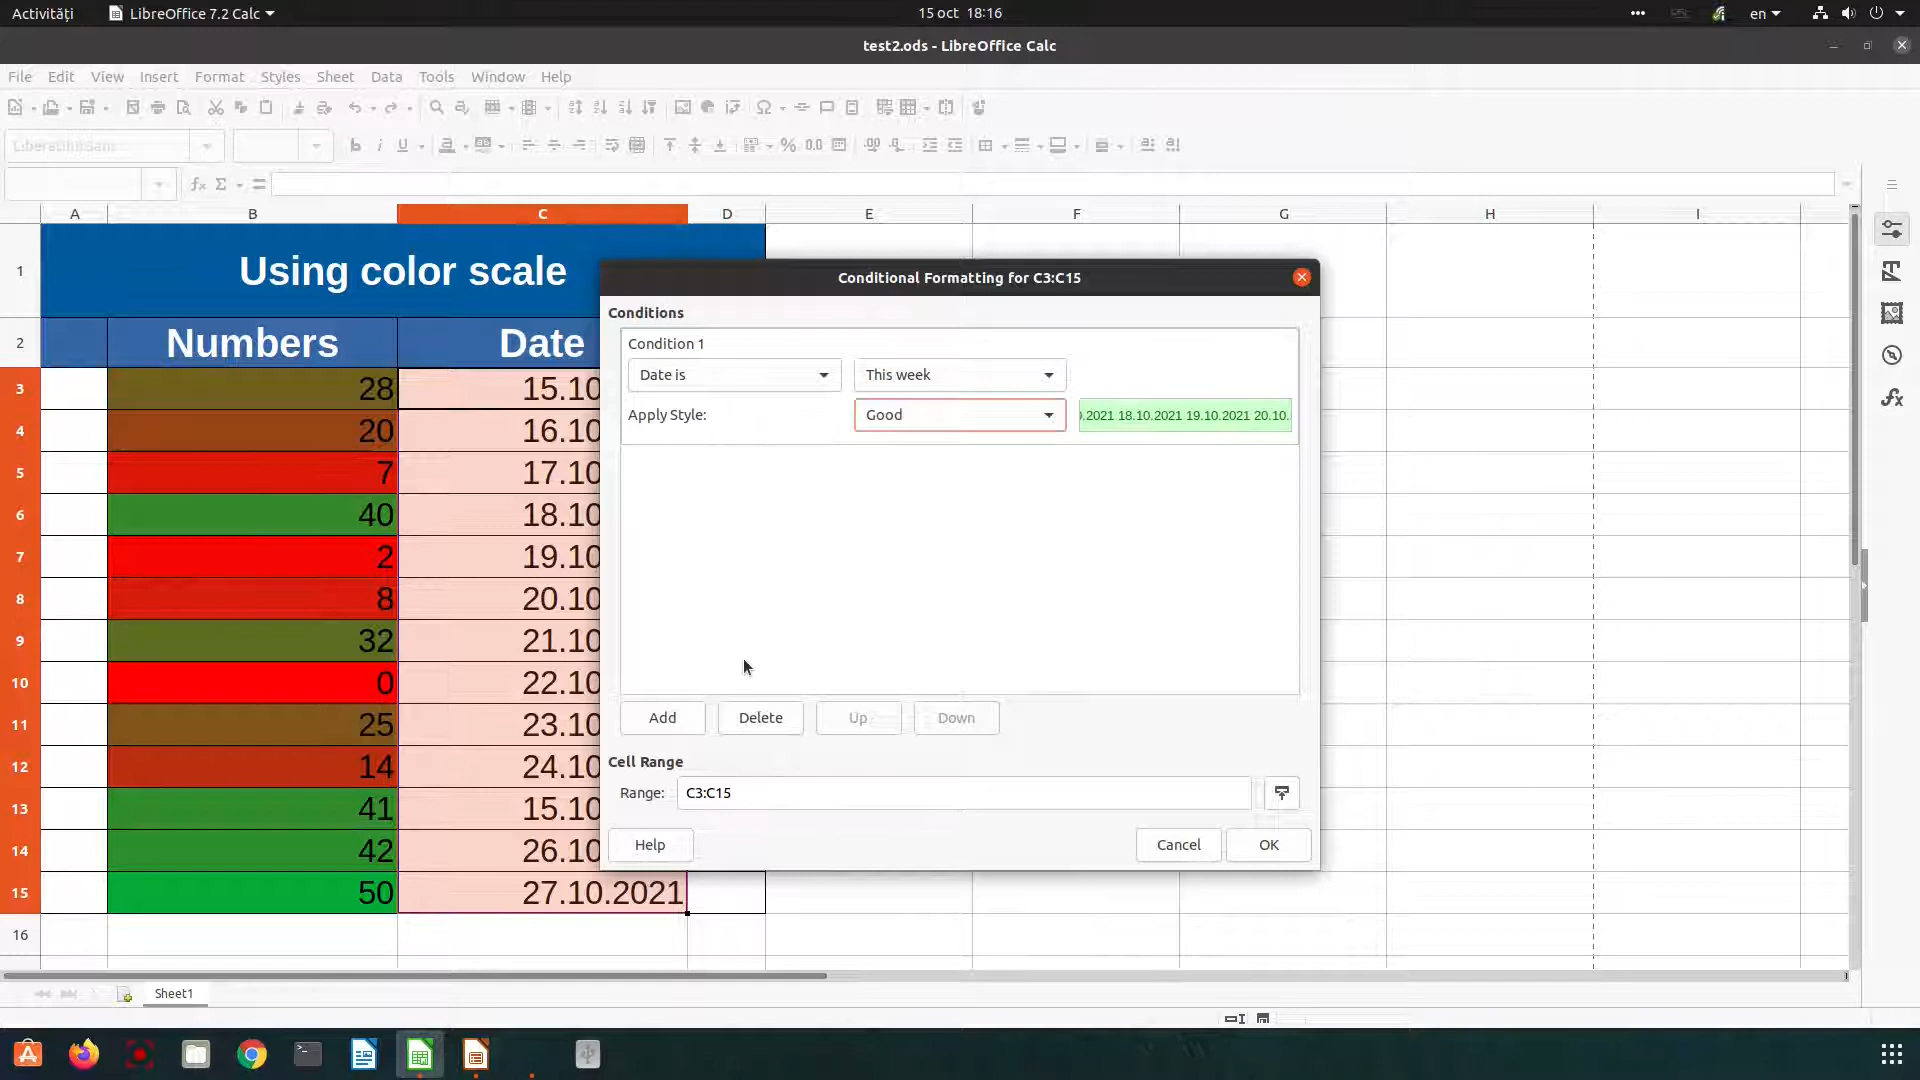 Activități LibreOffice 7.2 Calc 15 oct 18:16 en
test2.ods - LibreOffice Calc
File Edit View Insert Format Styles Sheet Data Tools Window Help
Liberation Sans
A B C D E F G H I
1 Using color scale
2 Numbers Date
3 28 15.10
4 20 16.10
5 7 17.10
6 40 18.10
7 2 19.10
8 8 20.10
9 32 21.10
10 0 22.10
11 25 23.10
12 14 24.10
13 41 15.10
14 42 26.10
15 50 27.10.2021
16
Conditional Formatting for C3:C15
Conditions
Condition 1
Date is This week
Apply Style: Good .2021 18.10.2021 19.10.2021 20.10.
Add Delete Up Down
Cell Range
Range: C3:C15
Help Cancel OK
Sheet1